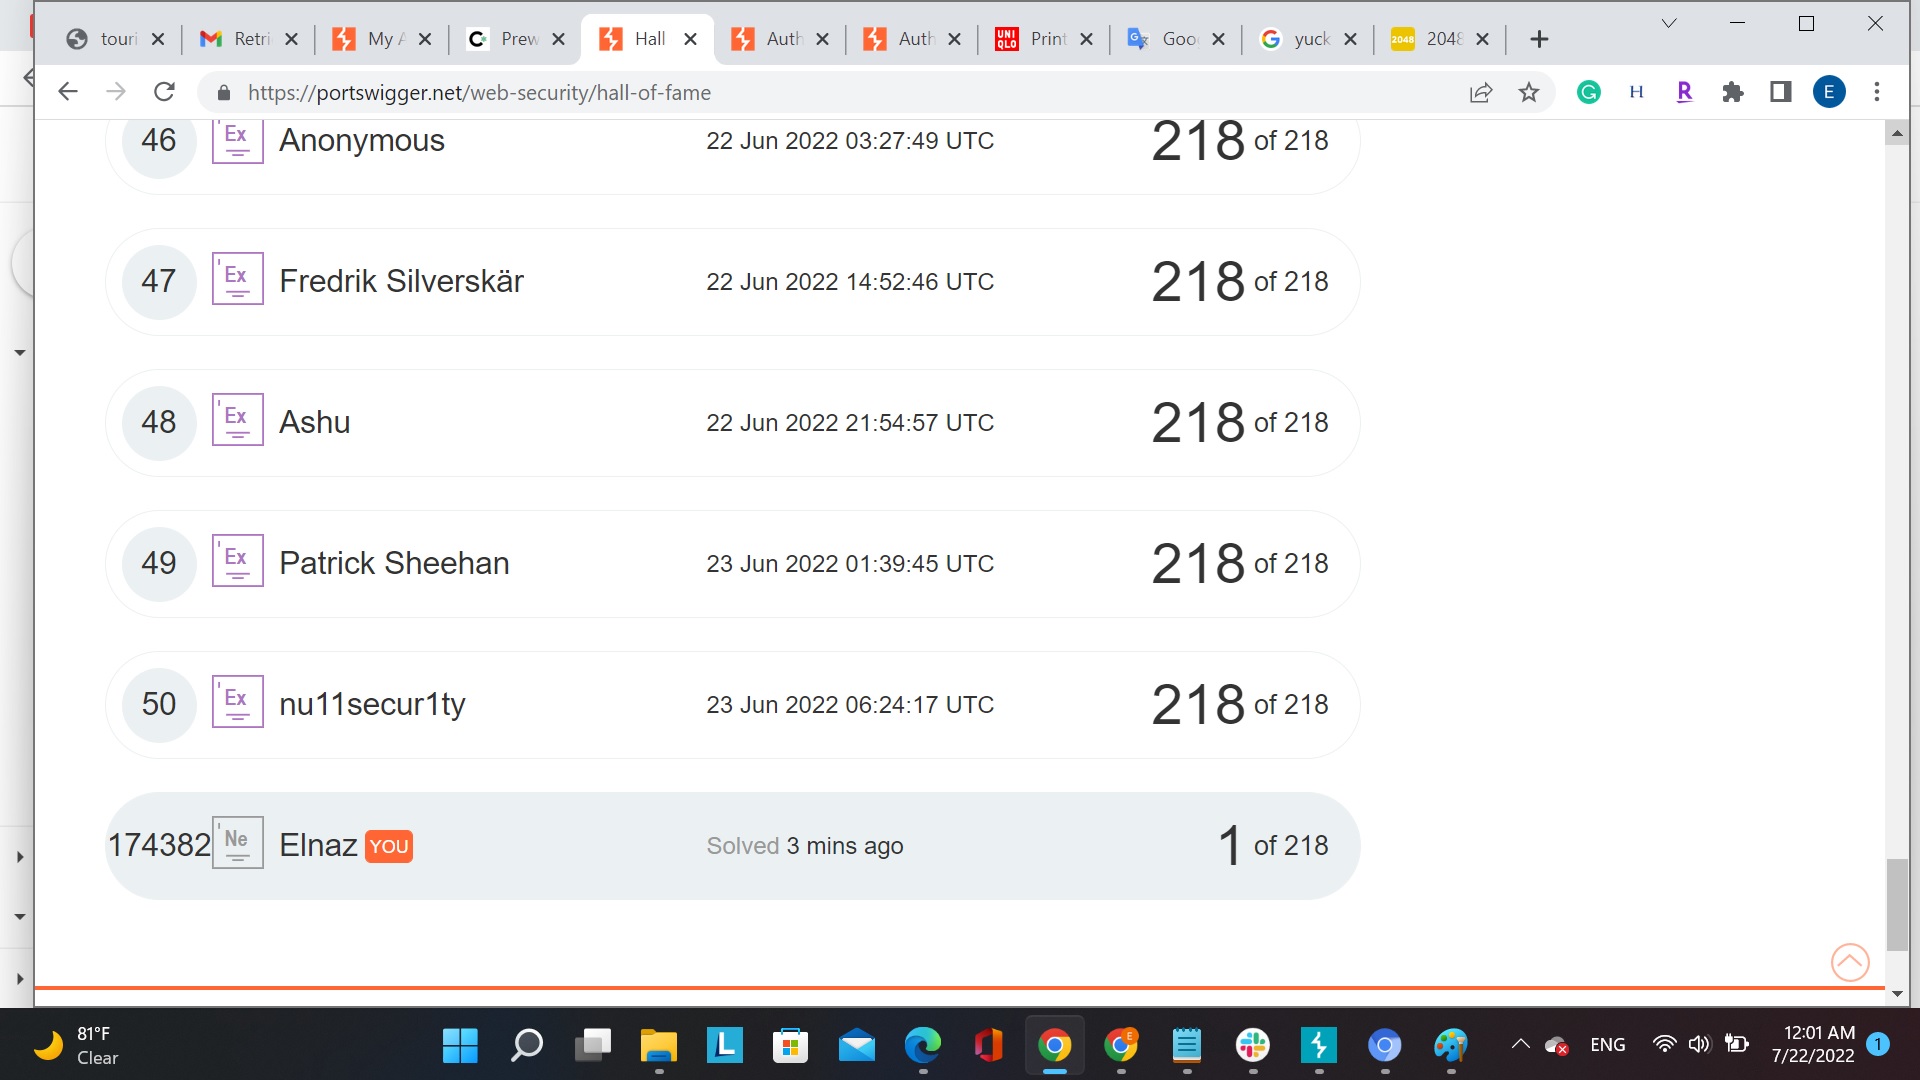 touri
Retri
My A
Prew
Hall
Auth
Auth
UNI QLO
Print
Goo
yuck
2048
2048
https://portswigger.net/web-security/hall-of-fame
H
R
E
46 Ex Anonymous 22 Jun 2022 03:27:49 UTC 218 of 218
47 Ex Fredrik Silverskär 22 Jun 2022 14:52:46 UTC 218 of 218
48 Ex Ashu 22 Jun 2022 21:54:57 UTC 218 of 218
49 Ex Patrick Sheehan 23 Jun 2022 01:39:45 UTC 218 of 218
50 Ex nu11secur1ty 23 Jun 2022 06:24:17 UTC 218 of 218
174382 Ne Elnaz YOU Solved 3 mins ago 1 of 218
81°F
Clear
L
E
ENG
12:01 AM
7/22/2022
1